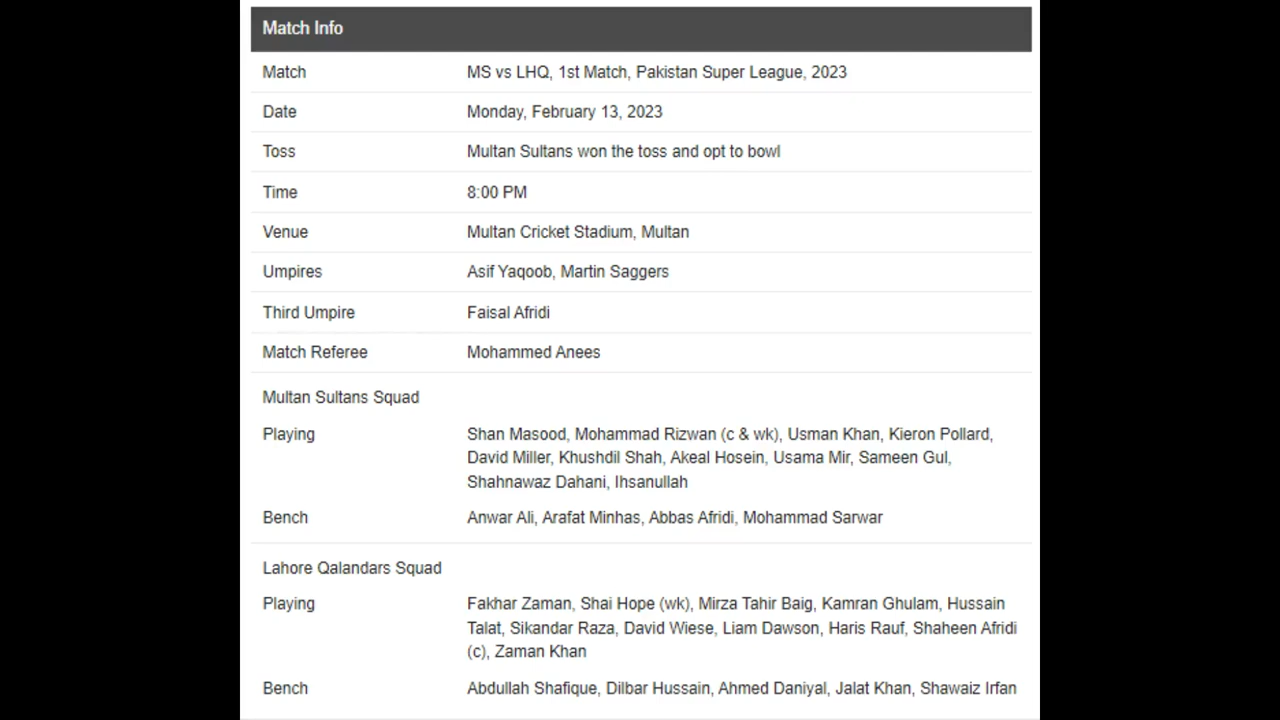 Match Info
Match MS vs LHQ, 1st Match, Pakistan Super League, 2023
Date Monday, February 13, 2023
Toss Multan Sultans won the toss and opt to bowl
Time 8:00 PM
Venue Multan Cricket Stadium, Multan
Umpires Asif Yaqoob, Martin Saggers
Third Umpire Faisal Afridi
Match Referee Mohammed Anees
Multan Sultans Squad
Playing Shan Masood, Mohammad Rizwan (c & wk), Usman Khan, Kieron Pollard,
David Miller, Khushdil Shah, Akeal Hosein, Usama Mir, Sameen Gul,
Shahnawaz Dahani, Ihsanullah
Bench Anwar Ali, Arafat Minhas, Abbas Afridi, Mohammad Sarwar
Lahore Qalandars Squad
Playing Fakhar Zaman, Shai Hope (wk), Mirza Tahir Baig, Kamran Ghulam, Hussain
Talat, Sikandar Raza, David Wiese, Liam Dawson, Haris Rauf, Shaheen Afridi
(c), Zaman Khan
Bench Abdullah Shafique, Dilbar Hussain, Ahmed Daniyal, Jalat Khan, Shawaiz Irfan